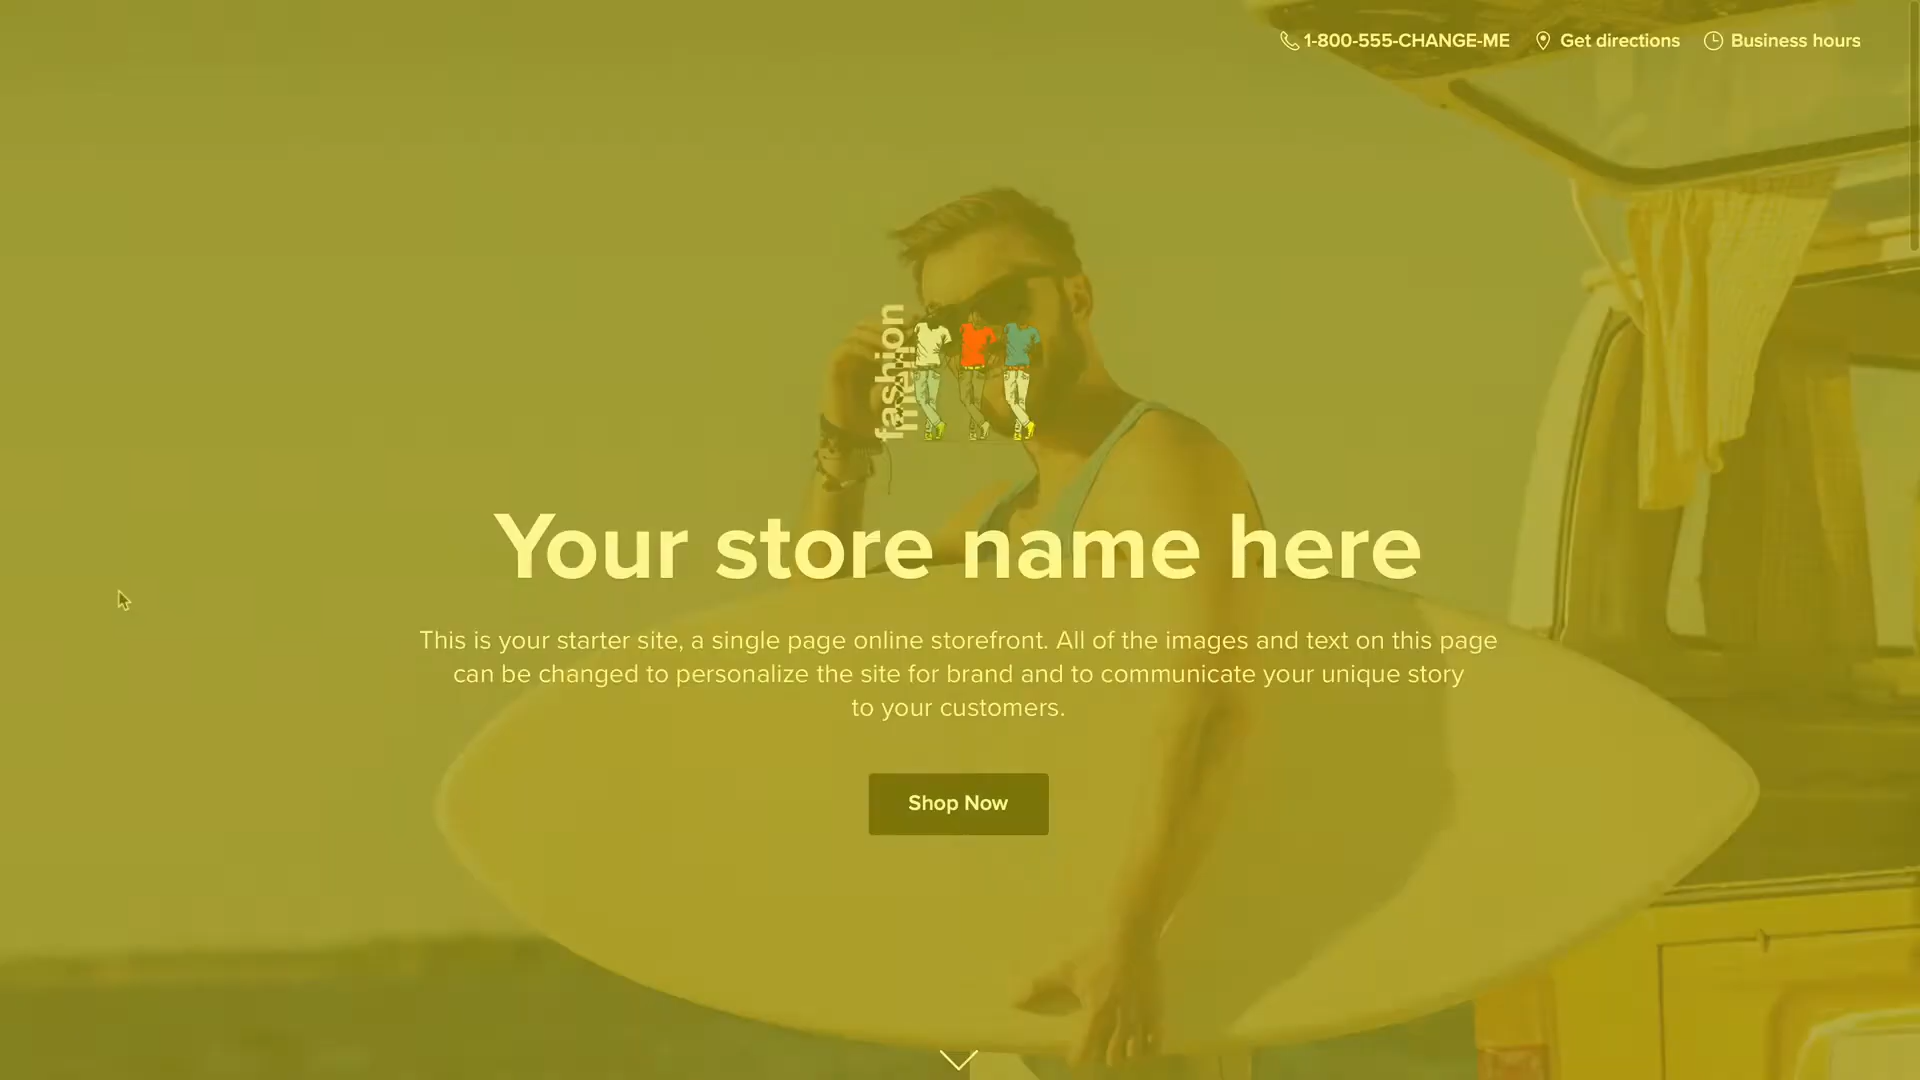 1-800-555-CHANGE-ME Get directions Business hours
fashion
men
Your store name here
This is your starter site, a single page online storefront. All of the images and text on this page
can be changed to personalize the site for brand and to communicate your unique story
to your customers.
Shop Now